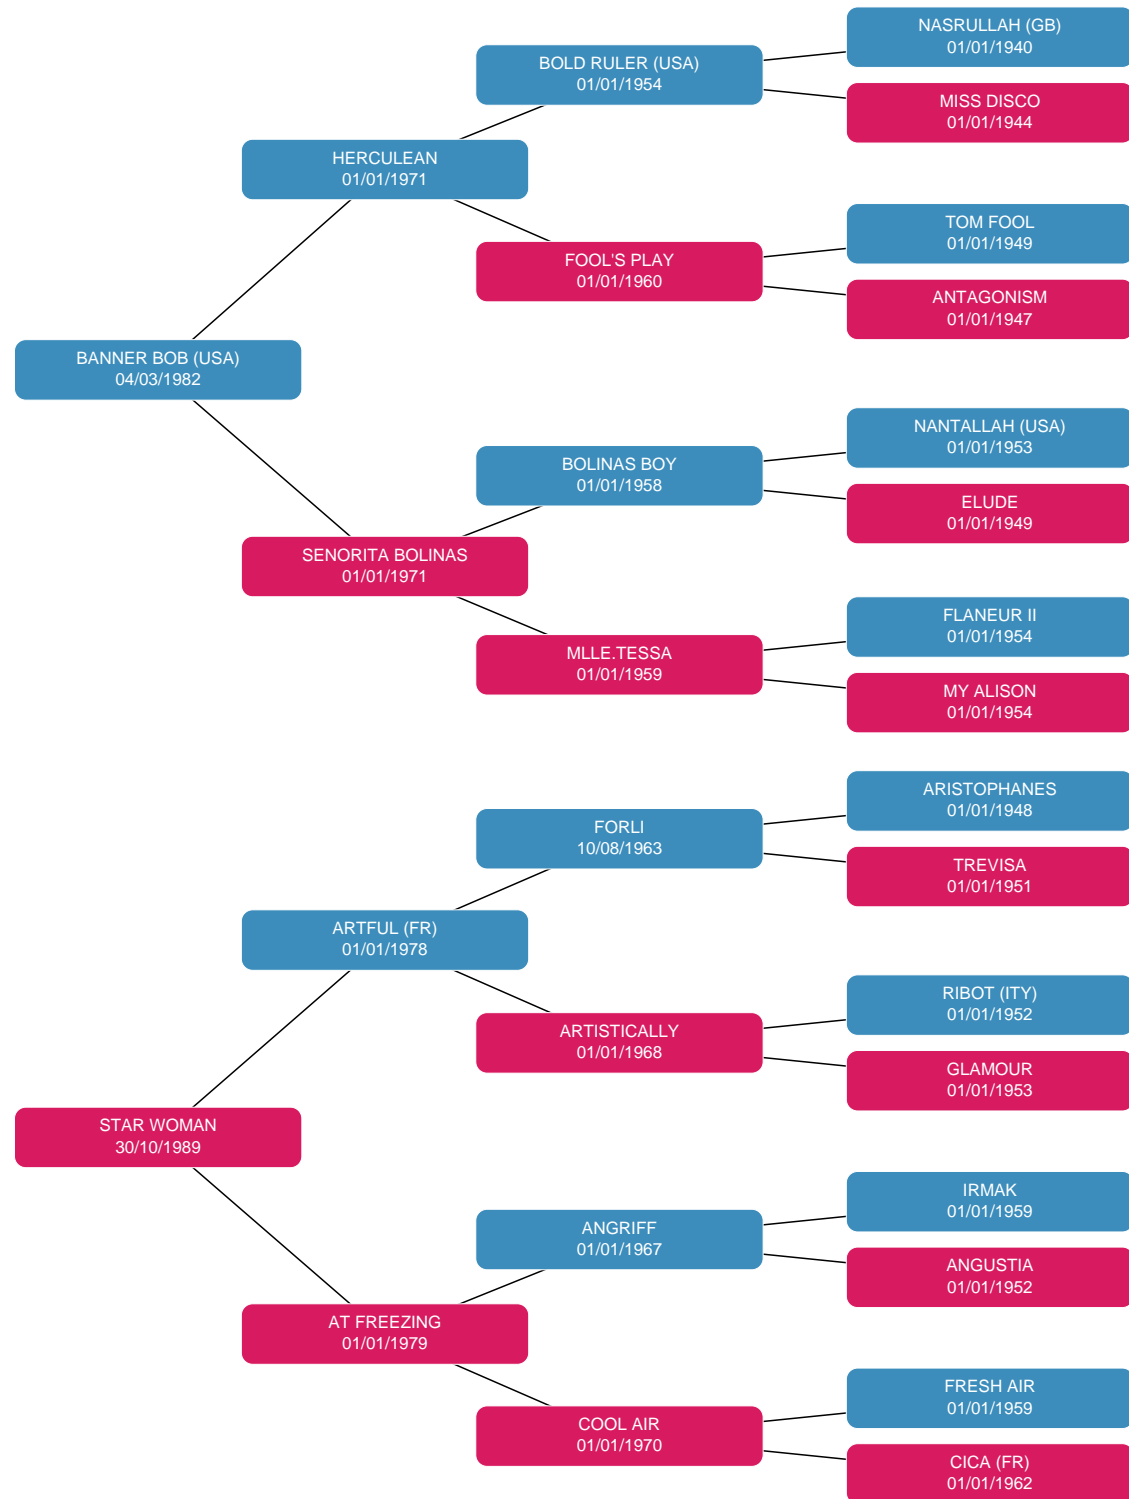 NASRULLAH (GB)
01/01/1940
BOLD RULER (USA)
01/01/1954
MISS DISCO
01/01/1944
HERCULEAN
01/01/1971
TOM FOOL
01/01/1949
FOOL'S PLAY
01/01/1960
ANTAGONISM
01/01/1947
BANNER BOB (USA)
04/03/1982
NANTALLAH (USA)
01/01/1953
BOLINAS BOY
01/01/1958
ELUDE
01/01/1949
SENORITA BOLINAS
01/01/1971
FLANEUR II
01/01/1954
MLLE.TESSA
01/01/1959
MY ALISON
01/01/1954
ARISTOPHANES
01/01/1948
FORLI
10/08/1963
TREVISA
01/01/1951
ARTFUL (FR)
01/01/1978
RIBOT (ITY)
01/01/1952
ARTISTICALLY
01/01/1968
GLAMOUR
01/01/1953
STAR WOMAN
30/10/1989
IRMAK
01/01/1959
ANGRIFF
01/01/1967
ANGUSTIA
01/01/1952
AT FREEZING
01/01/1979
FRESH AIR
01/01/1959
COOL AIR
01/01/1970
CICA (FR)
01/01/1962